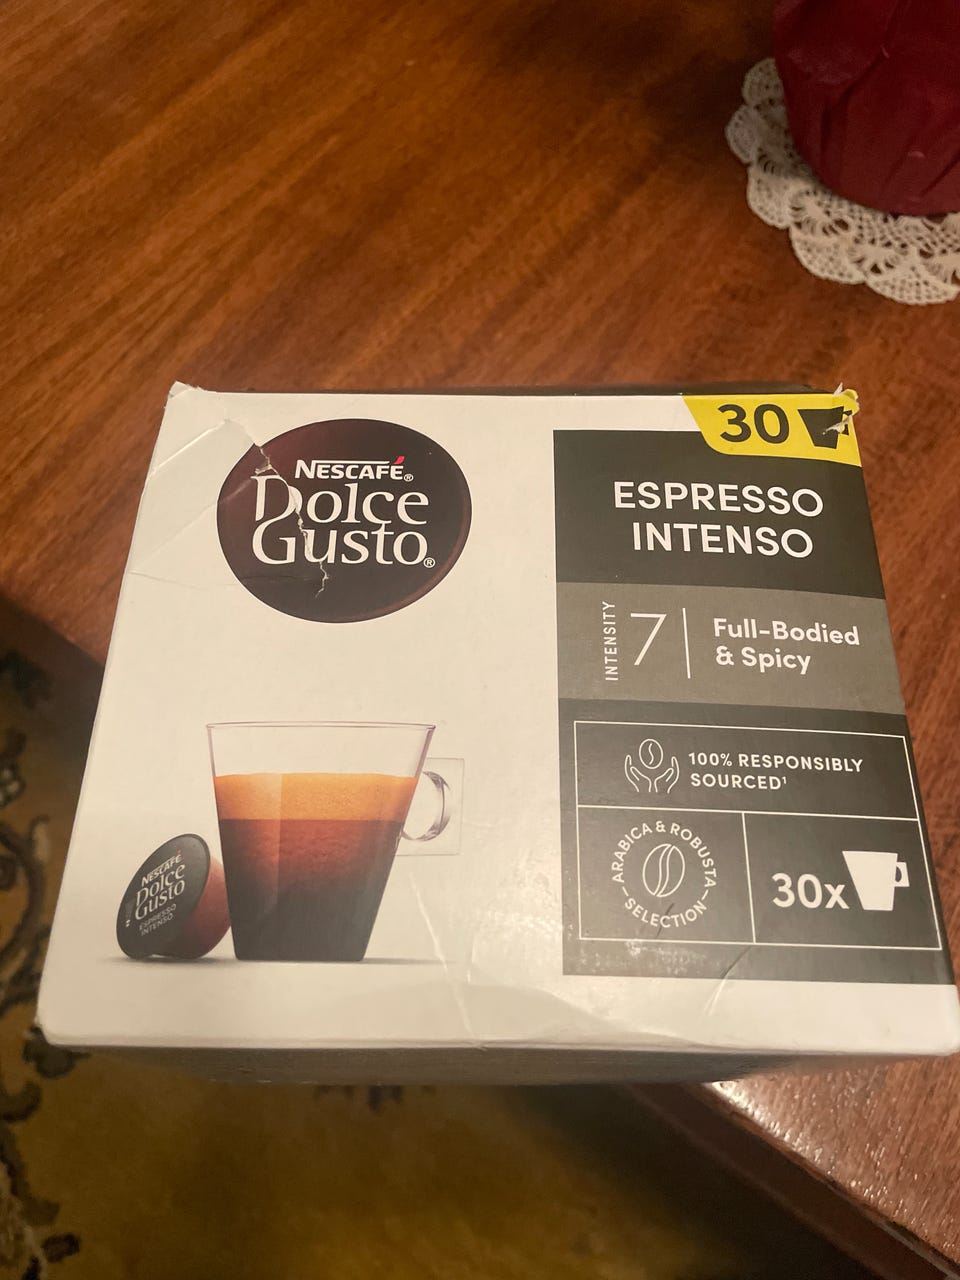 30
NESCAFÉ®
Dolce
Gusto®
ESPRESSO
INTENSO
INTENSITY
7
Full-Bodied
& Spicy
100% RESPONSIBLY
SOURCED¹
ARABICA & ROBUSTA
SELECTION
30x
NESCAFÉ
Dolce
Gusto
ESPRESSO
INTENSO